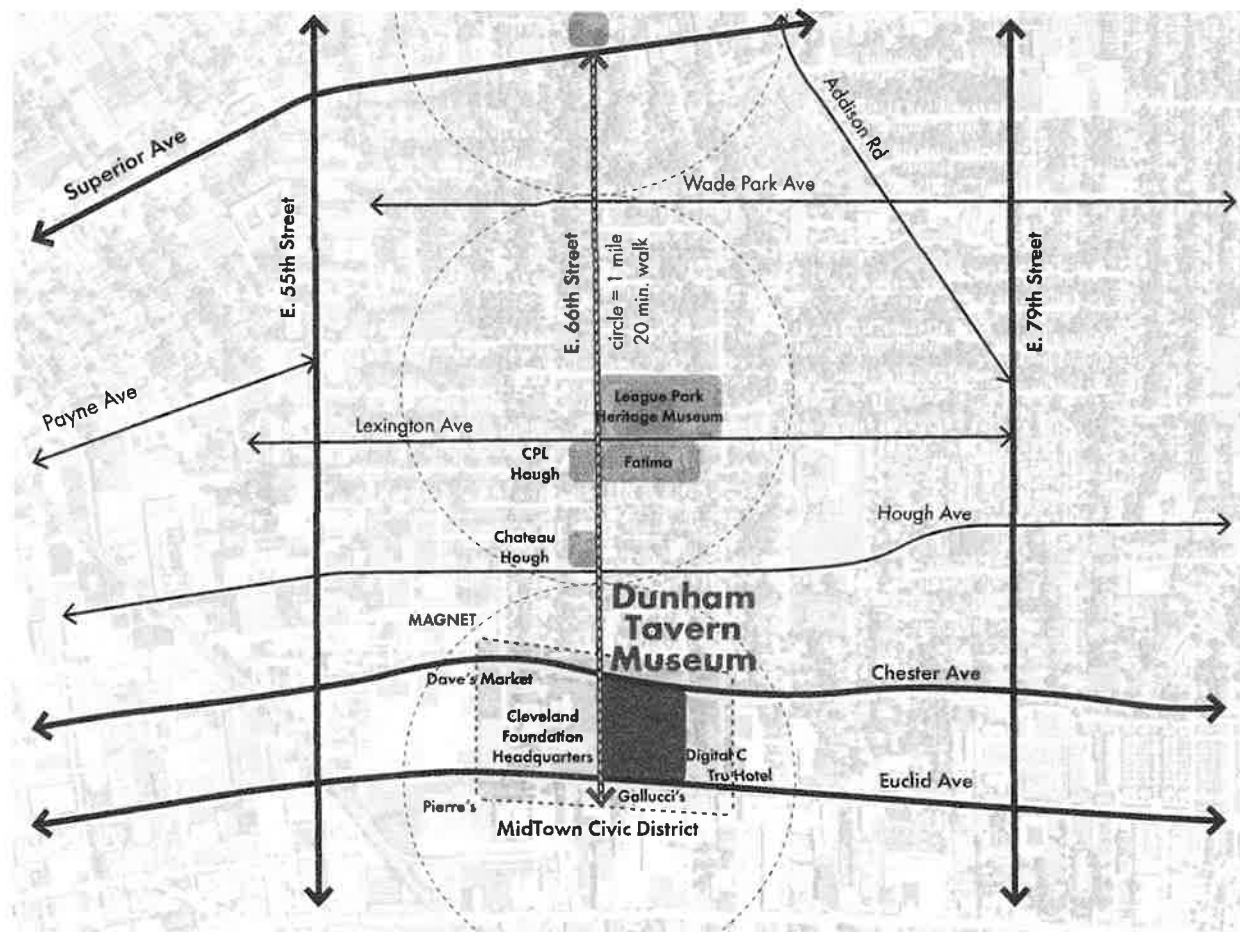 Superior Ave
Addison Rd
Wade Park Ave
E. 55th Street
E. 66th Street
circle = 1 mile
20 min. walk
E. 79th Street
Payne Ave
League Park
Heritage Museum
Lexington Ave
CPL
Hough
Fatima
Hough Ave
Chateau
Hough
Dunham
Tavern
Museum
MAGNET
Dave's Market
Chester Ave
Cleveland
Foundation
Headquarters
Digital C
Tru Hotel
Euclid Ave
Gallucci's
Pierre's
MidTown Civic District